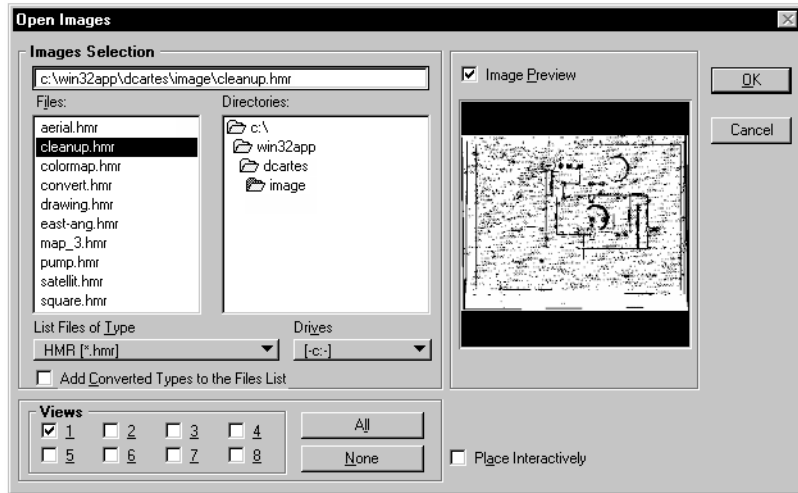 Open Images
Images Selection
c:\win32app\dcartes\image\cleanup.hmr
Files:
aerial.hmr
cleanup.hmr
colormap.hmr
convert.hmr
drawing.hmr
east-ang.hmr
map_3.hmr
pump.hmr
satellit.hmr
square.hmr
Directories:
c:\
win32app
dcartes
image
List Files of Type
HMR [*.hmr]
Drives
[-c:-]
Add Converted Types to the Files List
Image Preview
OK
Cancel
Views
1 2 3 4
5 6 7 8
All
None
Place Interactively